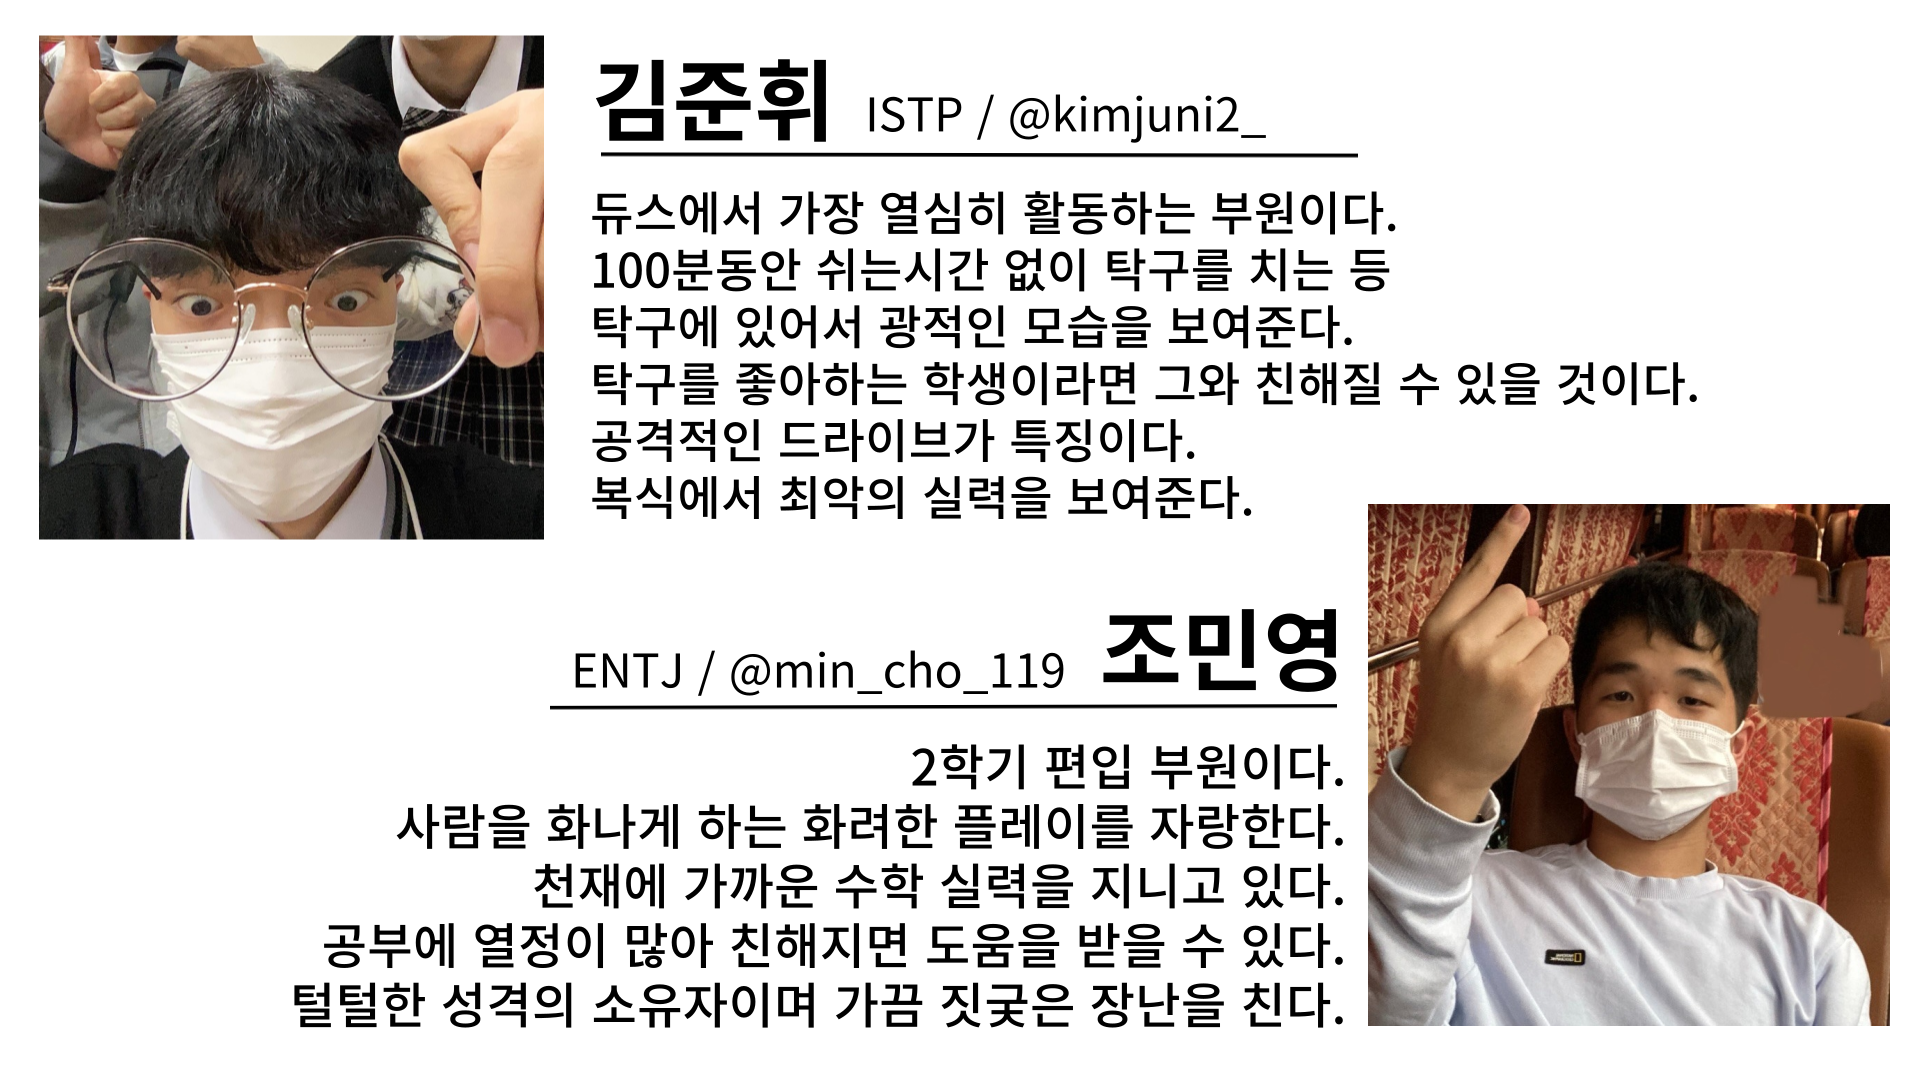 김준휘 ISTP / @kimjuni2_
듀스에서 가장 열심히 활동하는 부원이다.
100분동안 쉬는시간 없이 탁구를 치는 등
탁구에 있어서 광적인 모습을 보여준다.
탁구를 좋아하는 학생이라면 그와 친해질 수 있을 것이다.
공격적인 드라이브가 특징이다.
복식에서 최악의 실력을 보여준다.
ENTJ / @min_cho_119 조민영
2학기 편입 부원이다.
사람을 화나게 하는 화려한 플레이를 자랑한다.
천재에 가까운 수학 실력을 지니고 있다.
공부에 열정이 많아 친해지면 도움을 받을 수 있다.
털털한 성격의 소유자이며 가끔 짓궂은 장난을 친다.